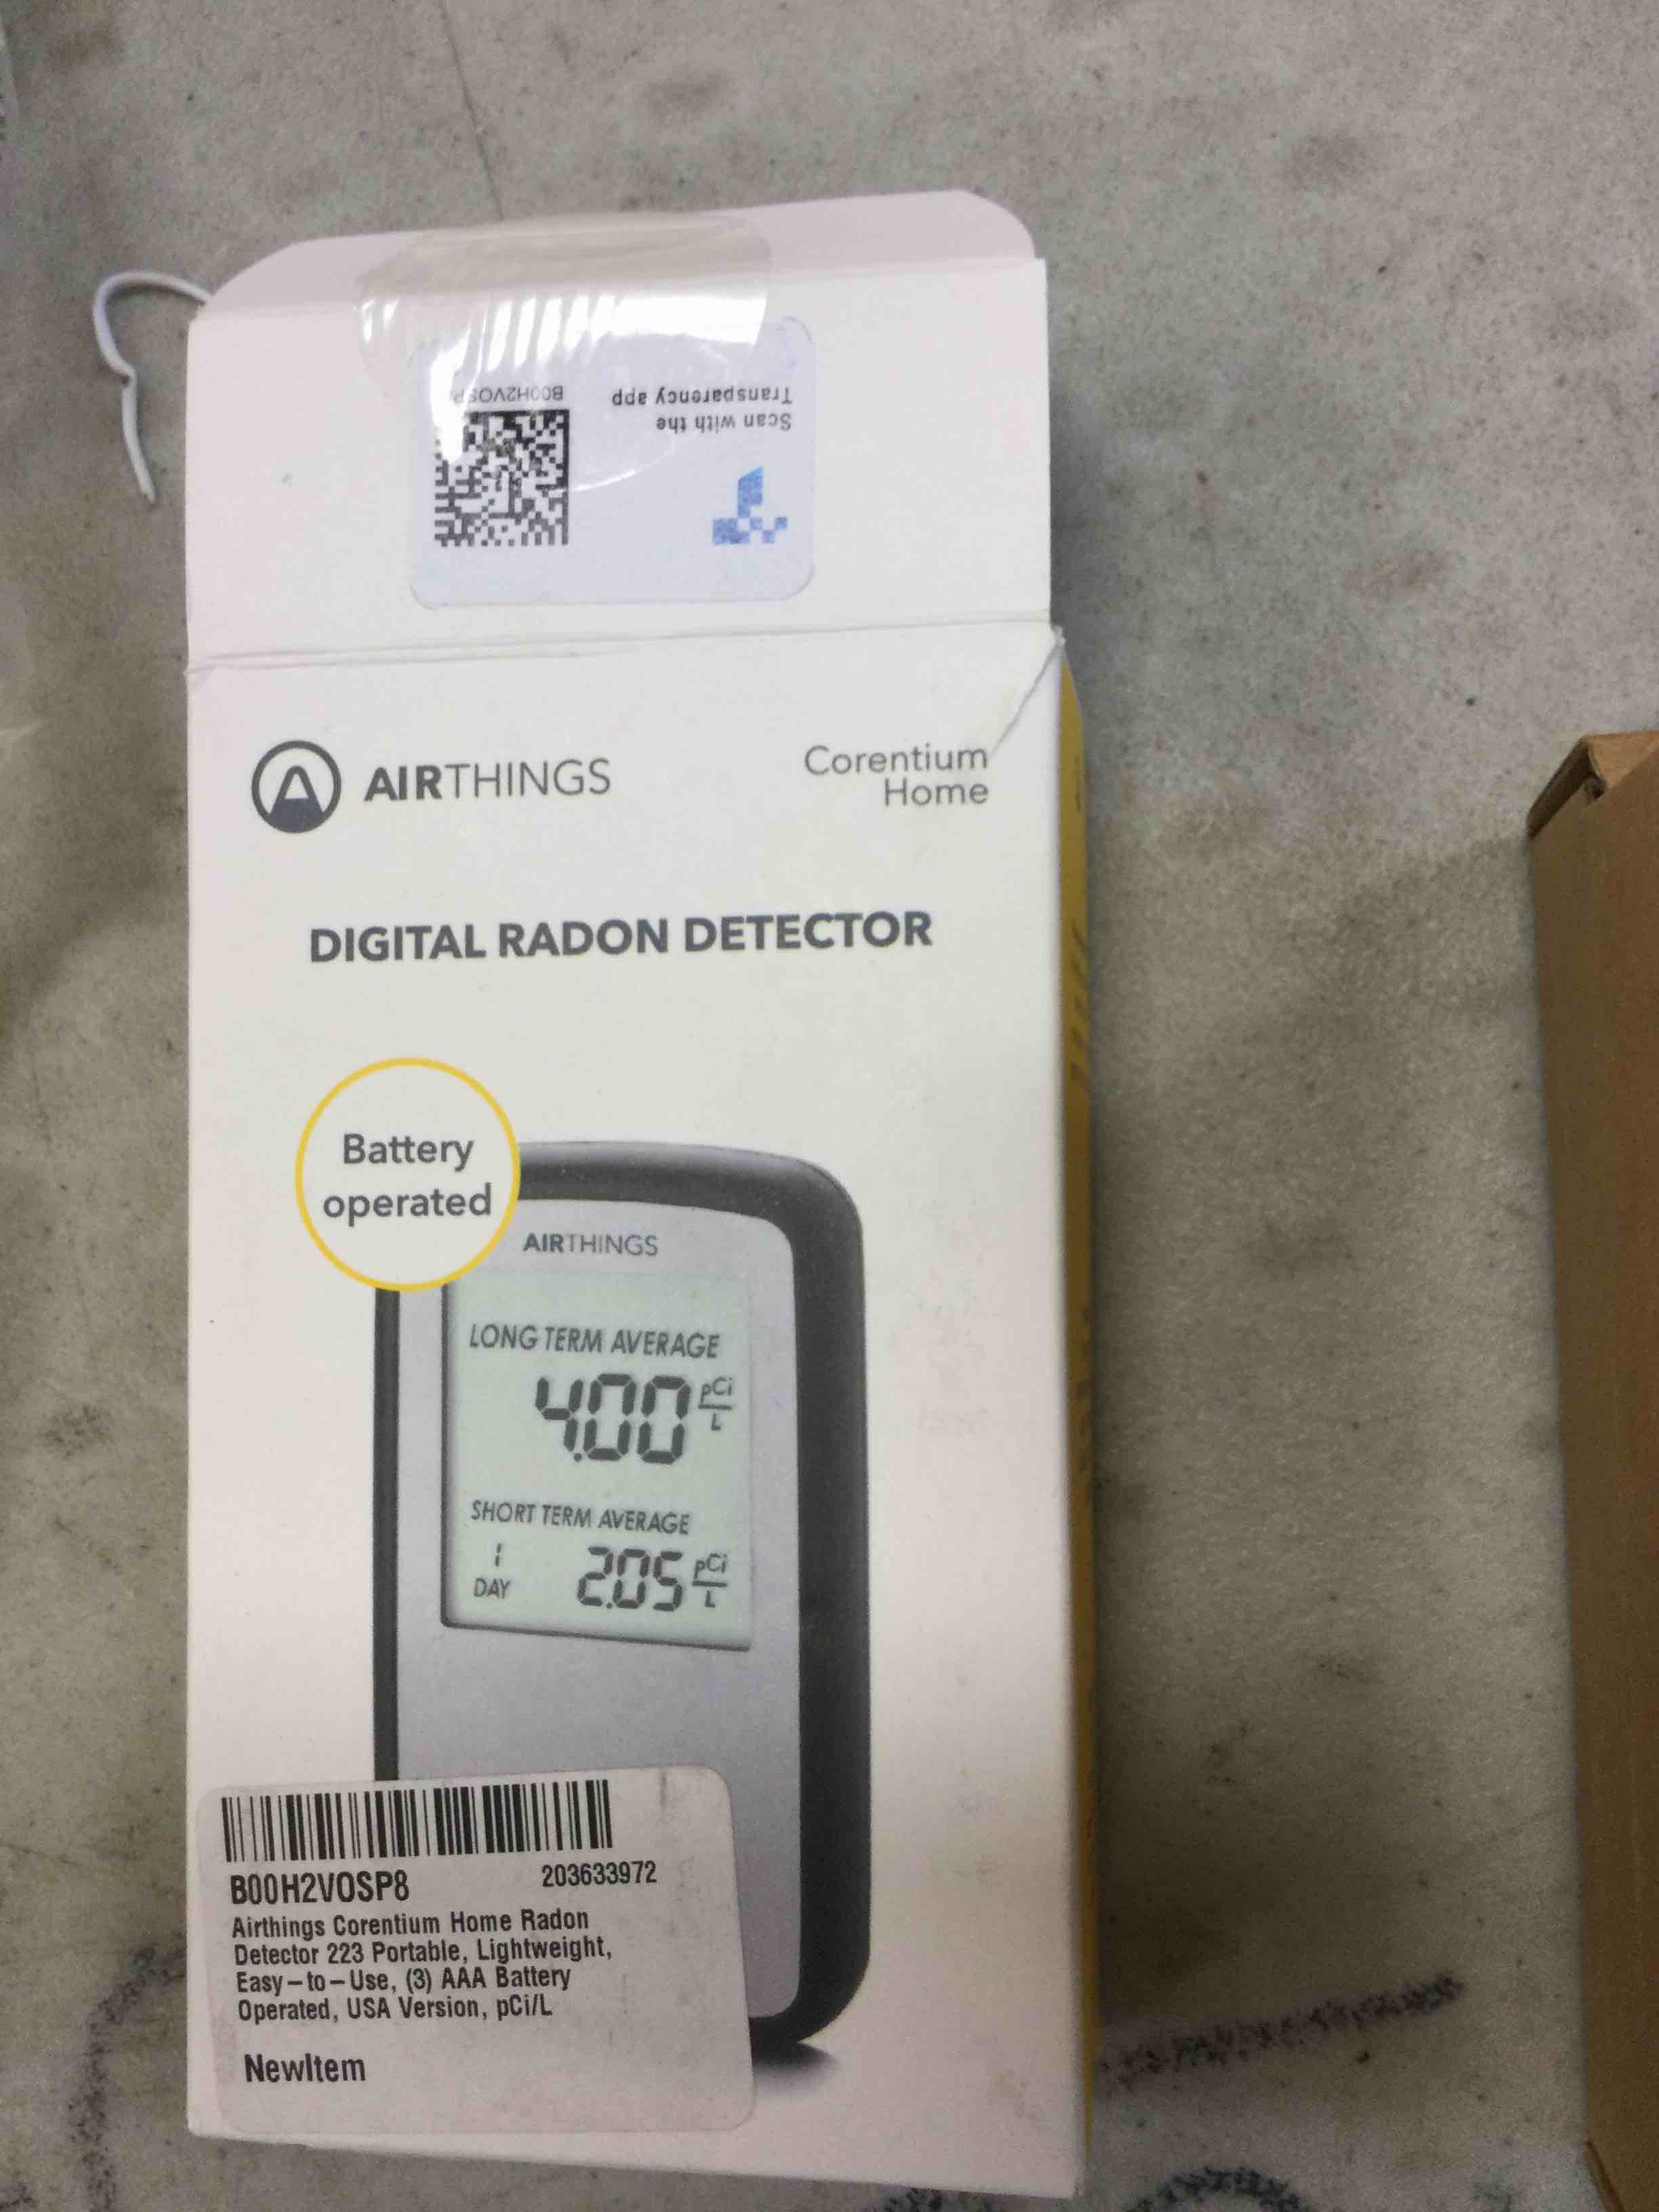 B00H2VOSP
Scan with the
Transparency app
AIRTHINGS
Corentium
Home
DIGITAL RADON DETECTOR
Battery
operated
AIRTHINGS
LONG TERM AVERAGE
4.00 pCi/L
SHORT TERM AVERAGE
1 DAY 2.05 pCi/L
B00H2VOSP8
203633972
Airthings Corentium Home Radon
Detector 223 Portable, Lightweight,
Easy-to-Use, (3) AAA Battery
Operated, USA Version, pCi/L
NewItem